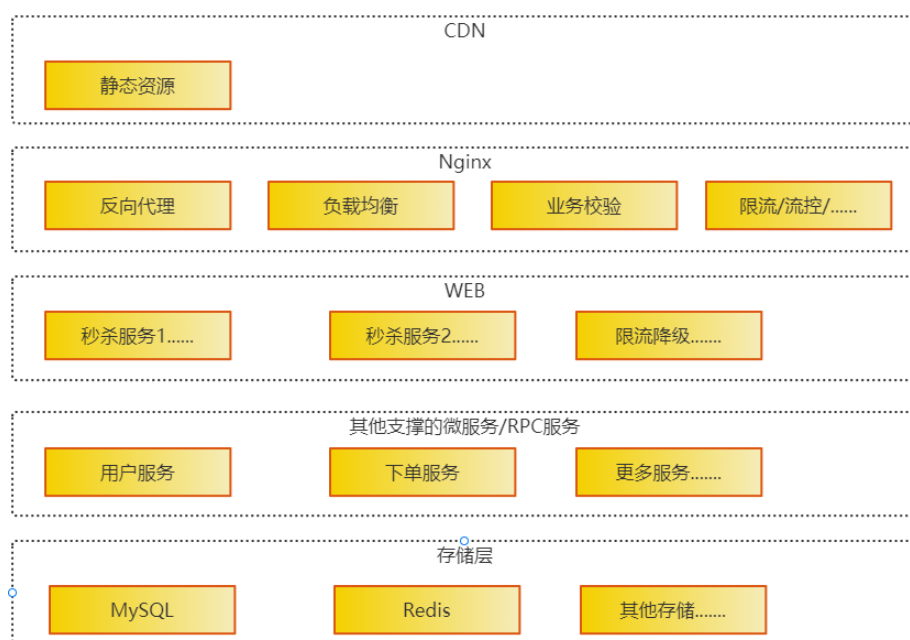 CDN
静态资源
Nginx
反向代理 负载均衡 业务校验 限流/流控/......
WEB
秒杀服务1...... 秒杀服务2...... 限流降级.......
其他支撑的微服务/RPC服务
用户服务 下单服务 更多服务.......
存储层
MySQL Redis 其他存储.......